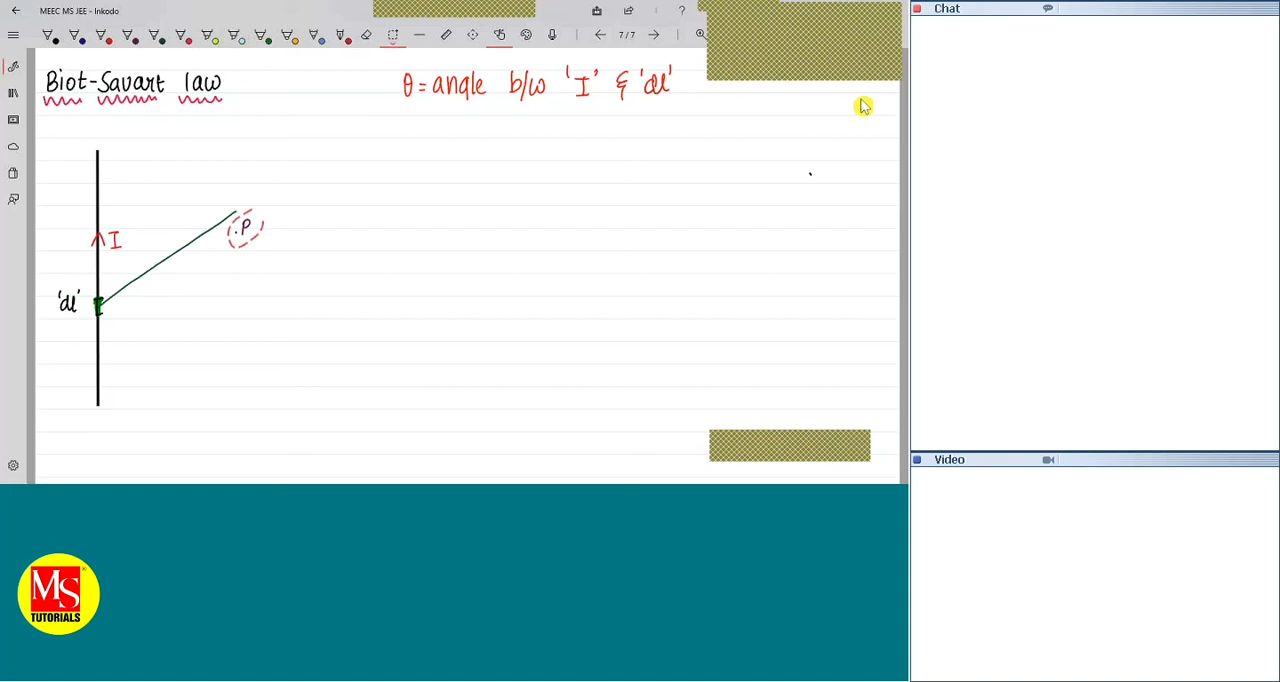 MEEC MS JEE - Inkodo
7/7
Biot-Savart law
θ = angle b/w 'I' & 'dl'
I
.P
'dl'
MS
TUTORIALS
Chat
Video